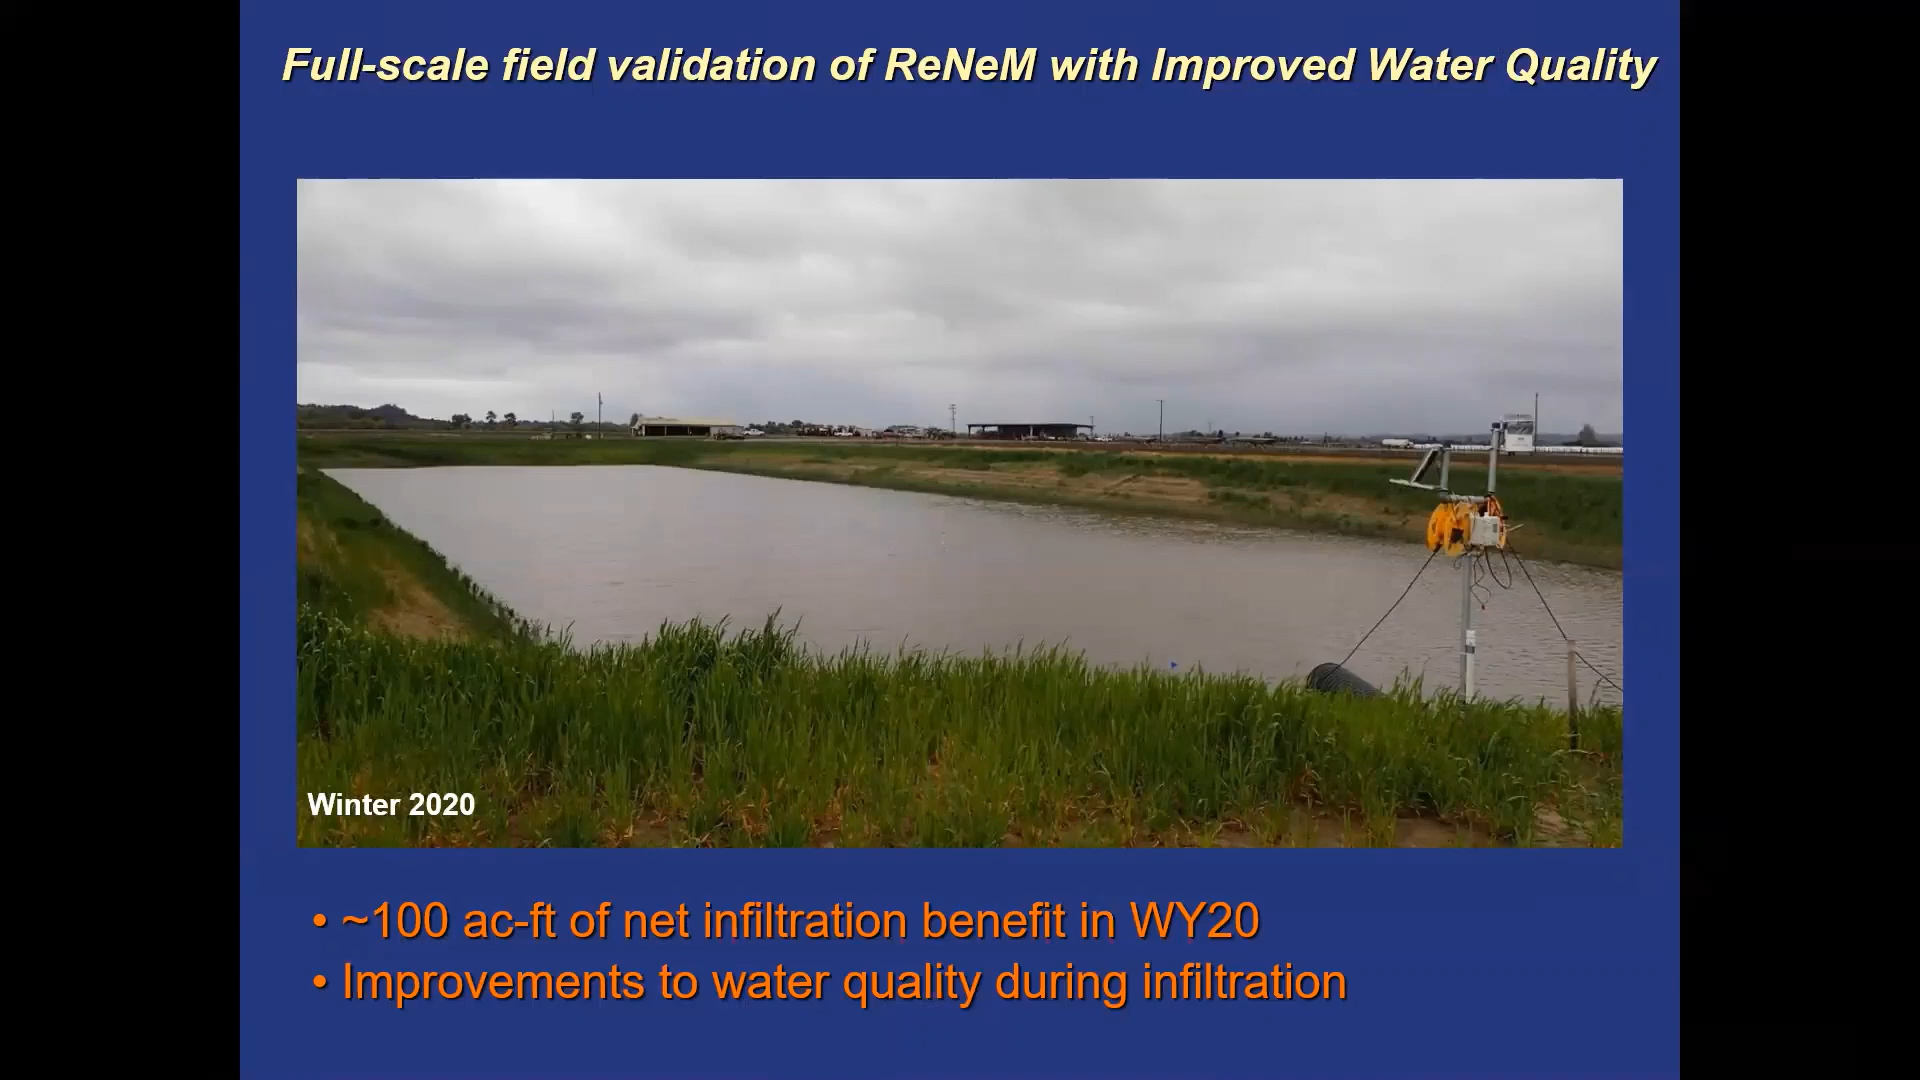 Full-scale field validation of ReNeM with Improved Water Quality
Winter 2020
• ~100 ac-ft of net infiltration benefit in WY20
• Improvements to water quality during infiltration